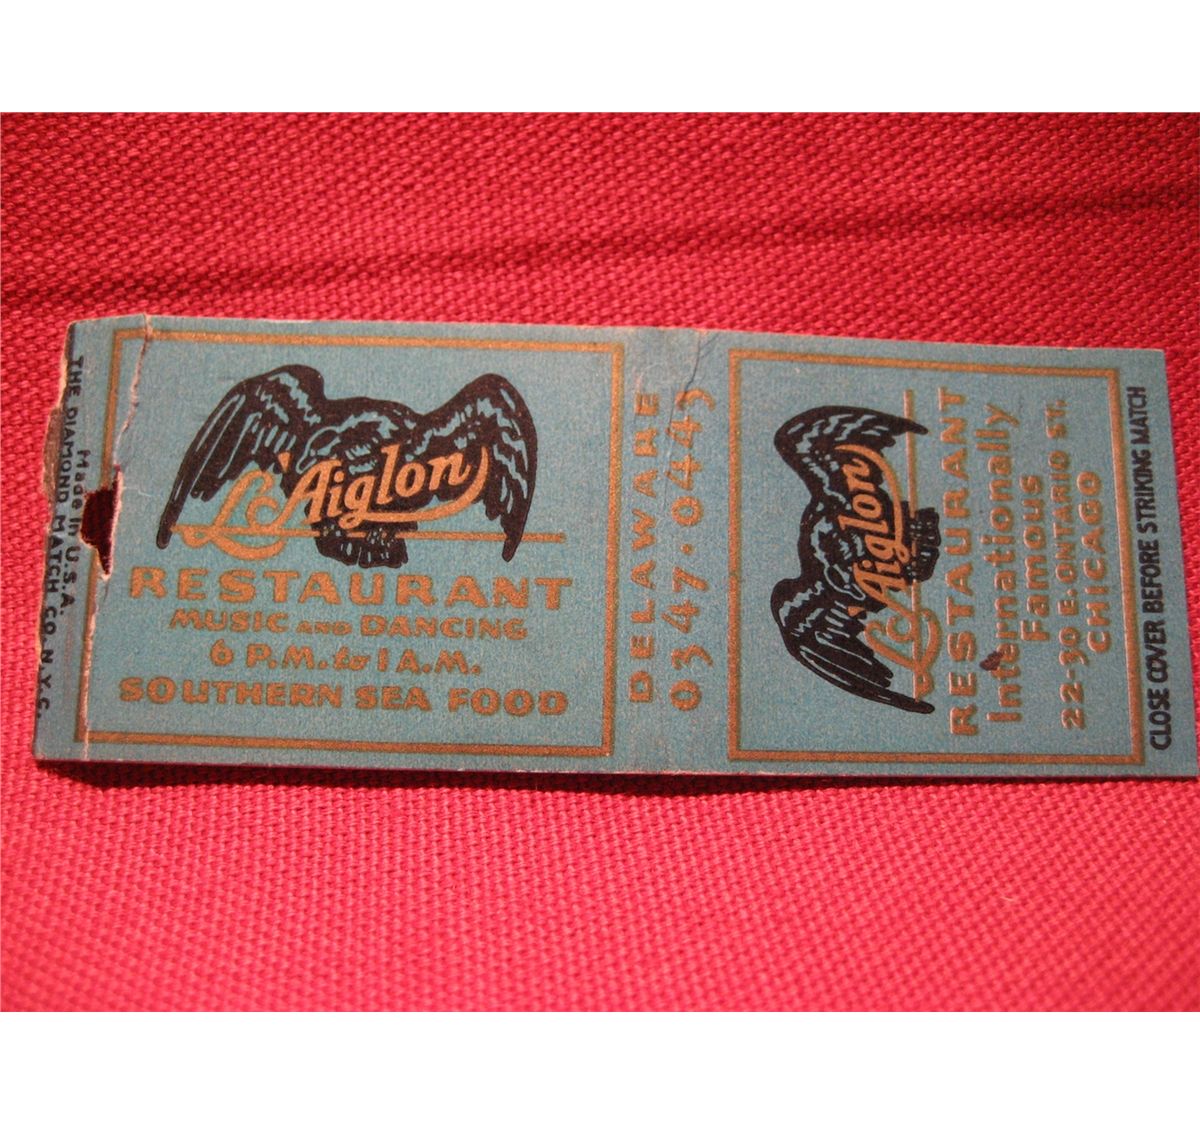 THE DIAMOND MATCH CO. N.Y.C.
Made in U.S.A.
L'Aiglon
RESTAURANT
MUSIC AND DANCING
6 P.M. to 1 A.M.
SOUTHERN SEA FOOD
DELAWARE
0347·0443
L'Aiglon
RESTAURANT
Internationally
Famous
22-30 E. ONTARIO ST.
CHICAGO
CLOSE COVER BEFORE STRIKING MATCH